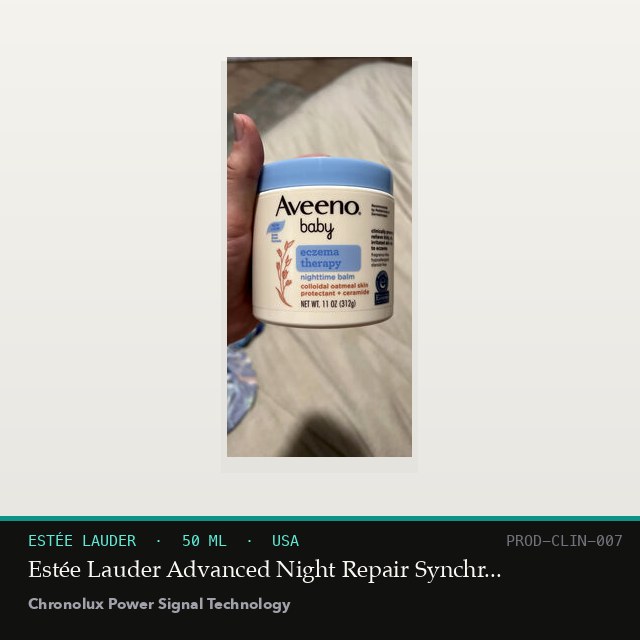 Aveeno®
baby
eczema
therapy
nighttime balm
colloidal oatmeal skin
protectant + ceramide
NET WT. 11 OZ (312g)
ESTÉE LAUDER · 50 ML · USA
PROD–CLIN–007
Estée Lauder Advanced Night Repair Synchr...
Chronolux Power Signal Technology